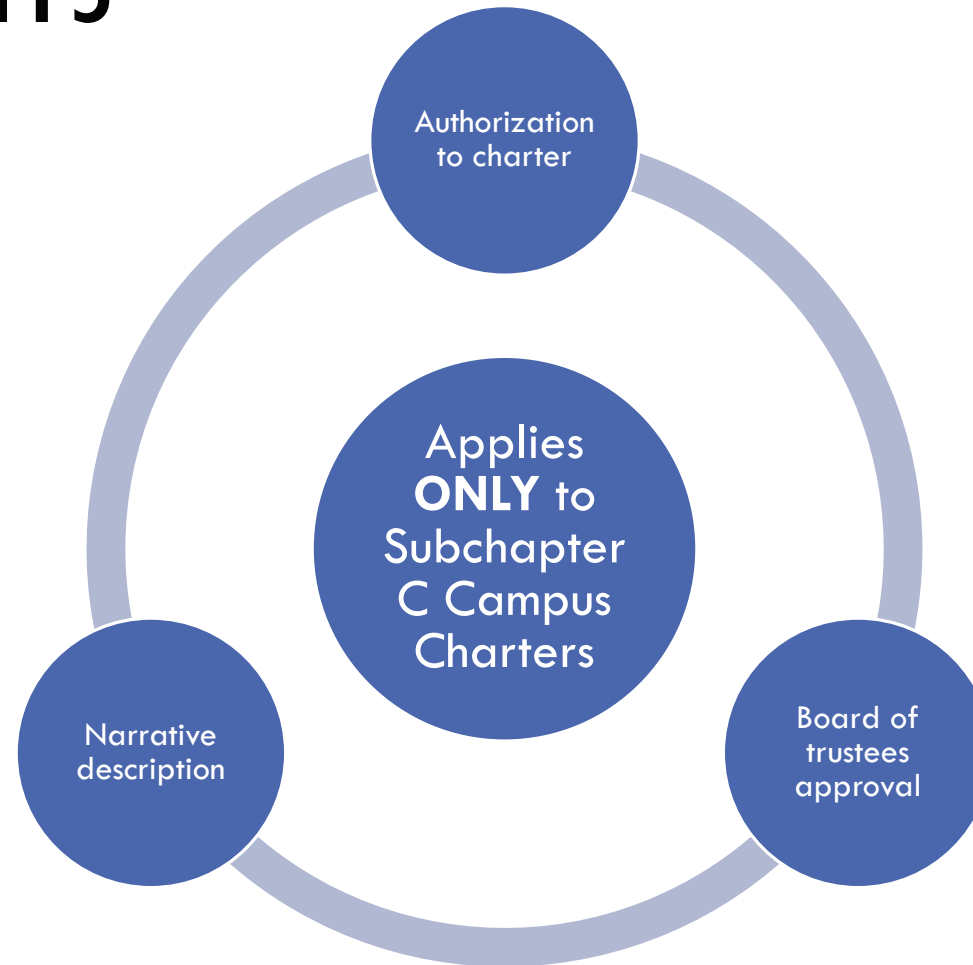 Authorization
to charter
Applies
ONLY to
Subchapter
C Campus
Charters
Narrative
description
Board of
trustees
approval